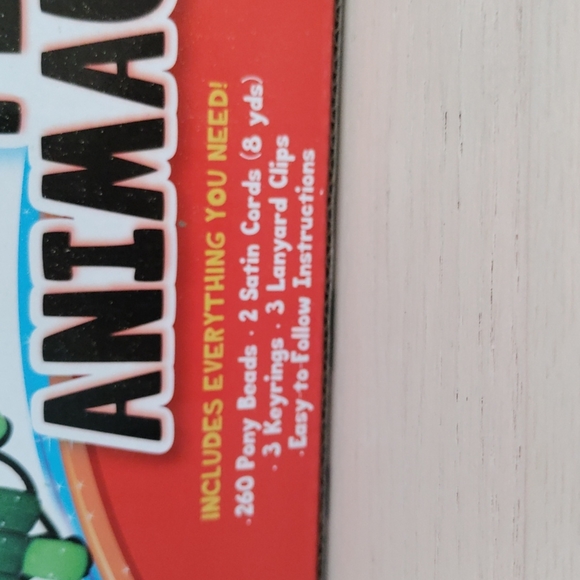 ANIMA
INCLUDES EVERYTHING YOU NEED!
·260 Pony Beads · 2 Satin Cords (8 yds.)
· 3 Keyrings · 3 Lanyard Clips
·Easy-to-Follow Instructions